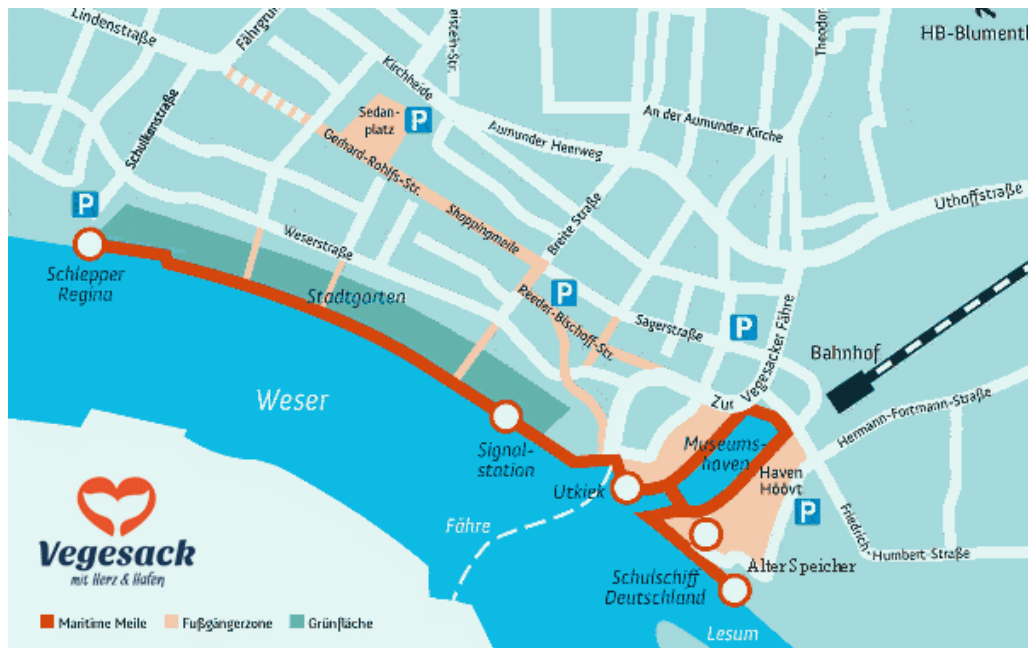 Lindenstraße
Theodor
HB-Blumenth
Kirchheide
Sedan-
platz
P
An der Aumunder Kirche
Schulkenstraße
Aumunder Heerweg
Gerhard-Rohlfs-Str.
Uthoffstraße
P
Shoppingmeile
Breite Straße
Weserstraße
Schlepper
Regina
Stadtgarten
P
Reeder-Bischoff-Str.
Sagerstraße
P
Bahnhof
Weser
Zur Vegesacker Fähre
Hermann-Fortmann-Straße
Signal-
station
Museums-
haven
Haven
Höövt
Utkiek
P
Fähre
Friedrich-
Humbert-Straße
Vegesack
mit Herz & Hafen
Alter Speicher
Schulschiff
Deutschland
Maritime Meile
Fußgängerzone
Grünfläche
Lesum